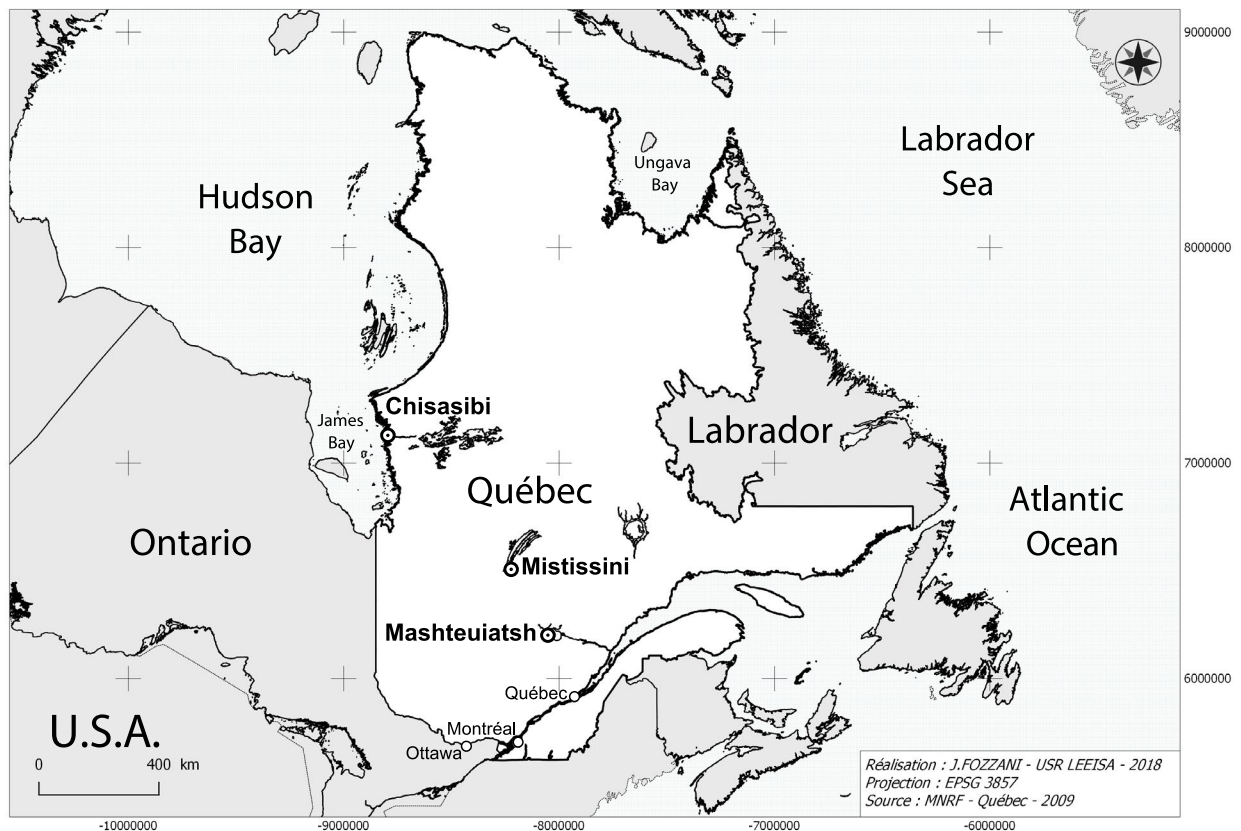 9000000
Labrador
Sea
Ungava
Bay
Hudson
Bay
8000000
Chisasibi
James
Bay
Labrador
7000000
Québec
Atlantic
Ocean
Ontario
Mistissini
Mashteuiatsh
6000000
Québec
Montréal
Ottawa
U.S.A.
0 400 km
Réalisation : J.FOZZANI - USR LEEISA - 2018
Projection : EPSG 3857
Source : MNRF - Québec - 2009
-10000000 -9000000 -8000000 -7000000 -6000000